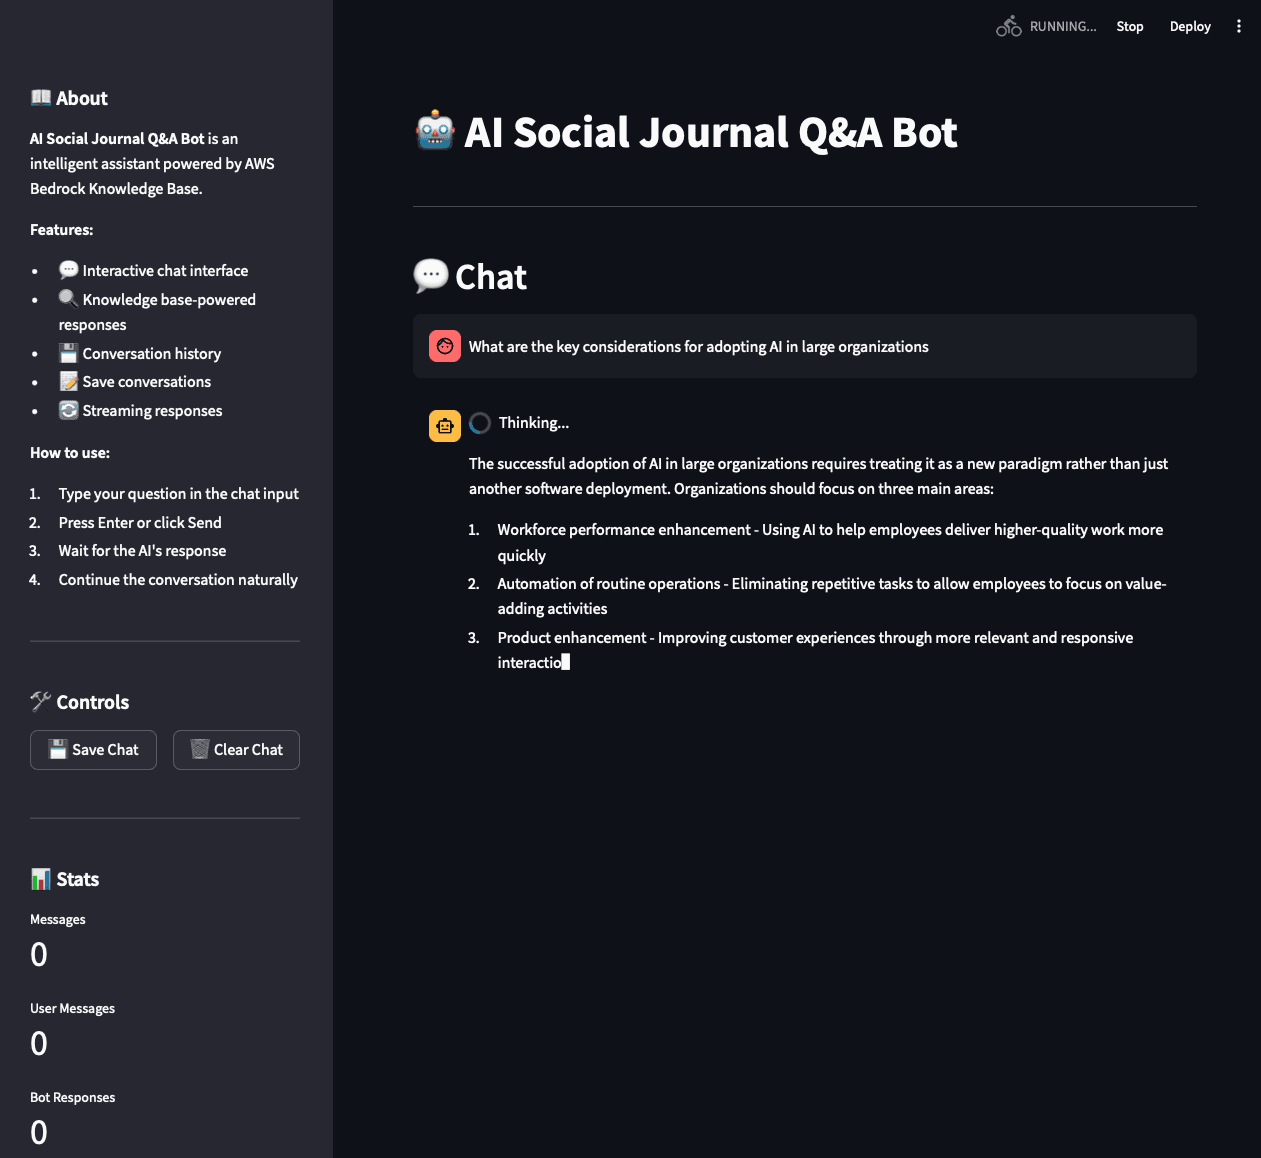 RUNNING...
Stop
Deploy
About
AI Social Journal Q&A Bot is an
intelligent assistant powered by AWS
Bedrock Knowledge Base.
Features:
• Interactive chat interface
• Knowledge base-powered
responses
• Conversation history
• Save conversations
• Streaming responses
How to use:
1. Type your question in the chat input
2. Press Enter or click Send
3. Wait for the AI's response
4. Continue the conversation naturally
Controls
Save Chat
Clear Chat
Stats
Messages
0
User Messages
0
Bot Responses
0
AI Social Journal Q&A Bot
Chat
What are the key considerations for adopting AI in large organizations
Thinking...
The successful adoption of AI in large organizations requires treating it as a new paradigm rather than just
another software deployment. Organizations should focus on three main areas:
1. Workforce performance enhancement - Using AI to help employees deliver higher-quality work more
quickly
2. Automation of routine operations - Eliminating repetitive tasks to allow employees to focus on value-
adding activities
3. Product enhancement - Improving customer experiences through more relevant and responsive
interactio